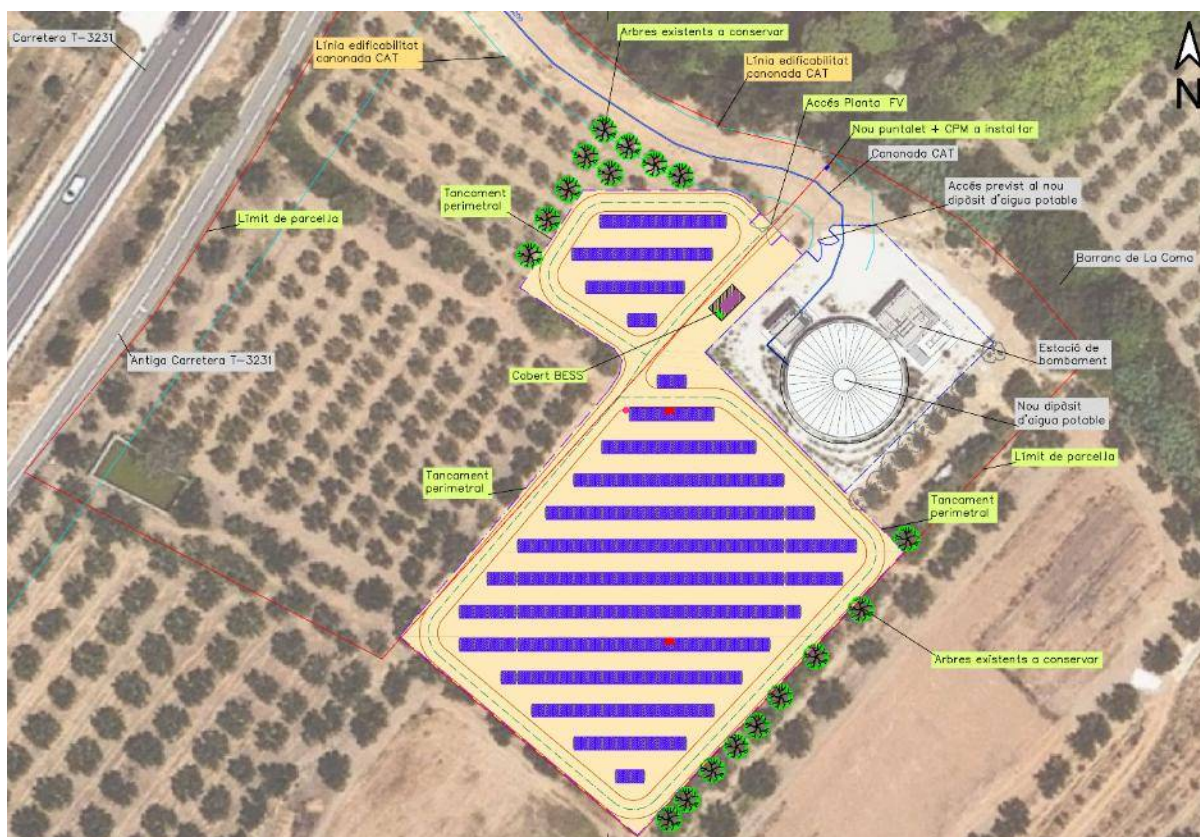 Carretera T-3231
Línia edificabilitat
canonada CAT
Arbres existents a conservar
Línia edificabilitat
canonada CAT
Accés Planta FV
Nou puntalet + CPM a instal·lar
Canonada CAT
Accés previst al nou
dipòsit d'aigua potable
N
Tancament
perimetral
Límit de parcel·la
Barranc de La Coma
Antiga Carretera T-3231
Cobert BESS
Estació de
bombament
Nou dipòsit
d'aigua potable
Límit de parcel·la
Tancament
perimetral
Tancament
perimetral
Arbres existents a conservar